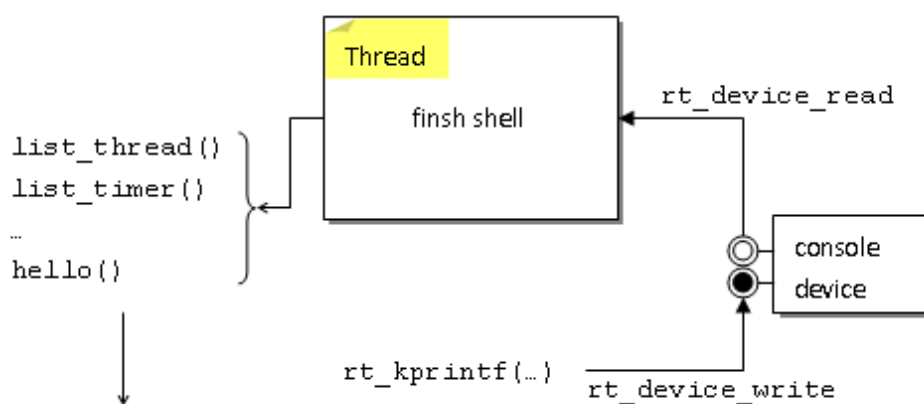 Thread
finsh shell
rt_device_read
list_thread()
list_timer()
…
hello()
console
device
rt_kprintf(…)
rt_device_write